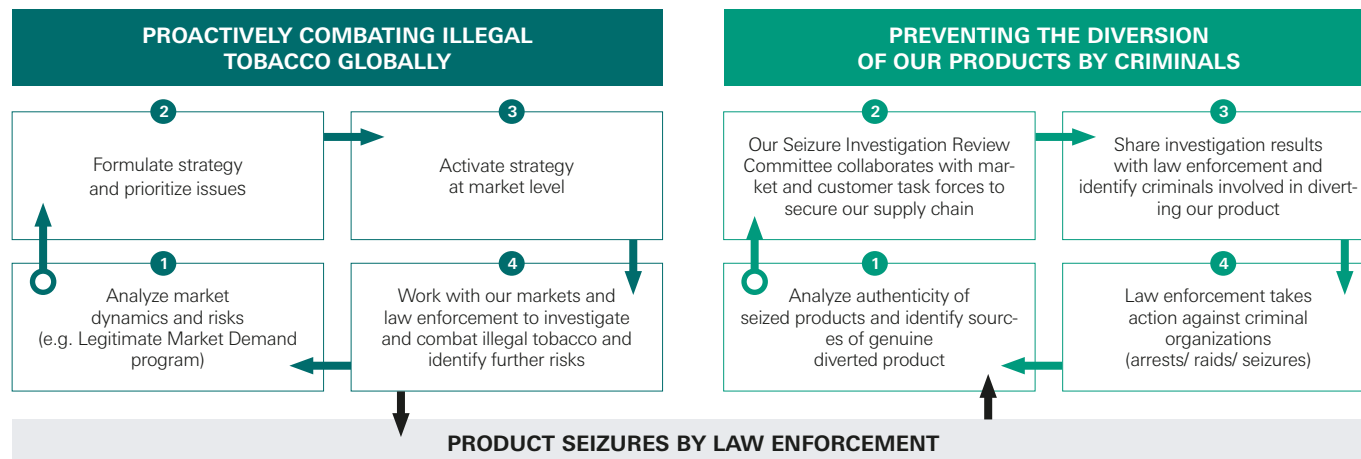 PROACTIVELY COMBATING ILLEGAL
TOBACCO GLOBALLY
2
Formulate strategy
and prioritize issues
3
Activate strategy
at market level
1
Analyze market
dynamics and risks
(e.g. Legitimate Market Demand
program)
4
Work with our markets and
law enforcement to investigate
and combat illegal tobacco and
identify further risks
PREVENTING THE DIVERSION
OF OUR PRODUCTS BY CRIMINALS
2
Our Seizure Investigation Review
Committee collaborates with mar-
ket and customer task forces to
secure our supply chain
3
Share investigation results
with law enforcement and
identify criminals involved in divert-
ing our product
1
Analyze authenticity of
seized products and identify sourc-
es of genuine
diverted product
4
Law enforcement takes
action against criminal
organizations
(arrests/ raids/ seizures)
PRODUCT SEIZURES BY LAW ENFORCEMENT